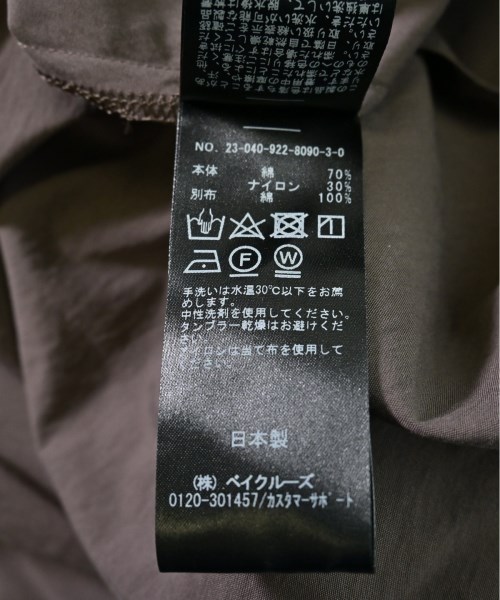 NO. 23-040-922-8090-3-0
本体 綿 70%
ナイロン 30%
別布 綿 100%
F W
手洗いは水温30℃以下をお薦
めします。
中性洗剤を使用してください。
タンブラー乾燥はお避けくだ
さい。
アイロンは当て布を使用して
ください。
日本製
(株) ベイクルーズ
0120-301457/カスタマーサポート